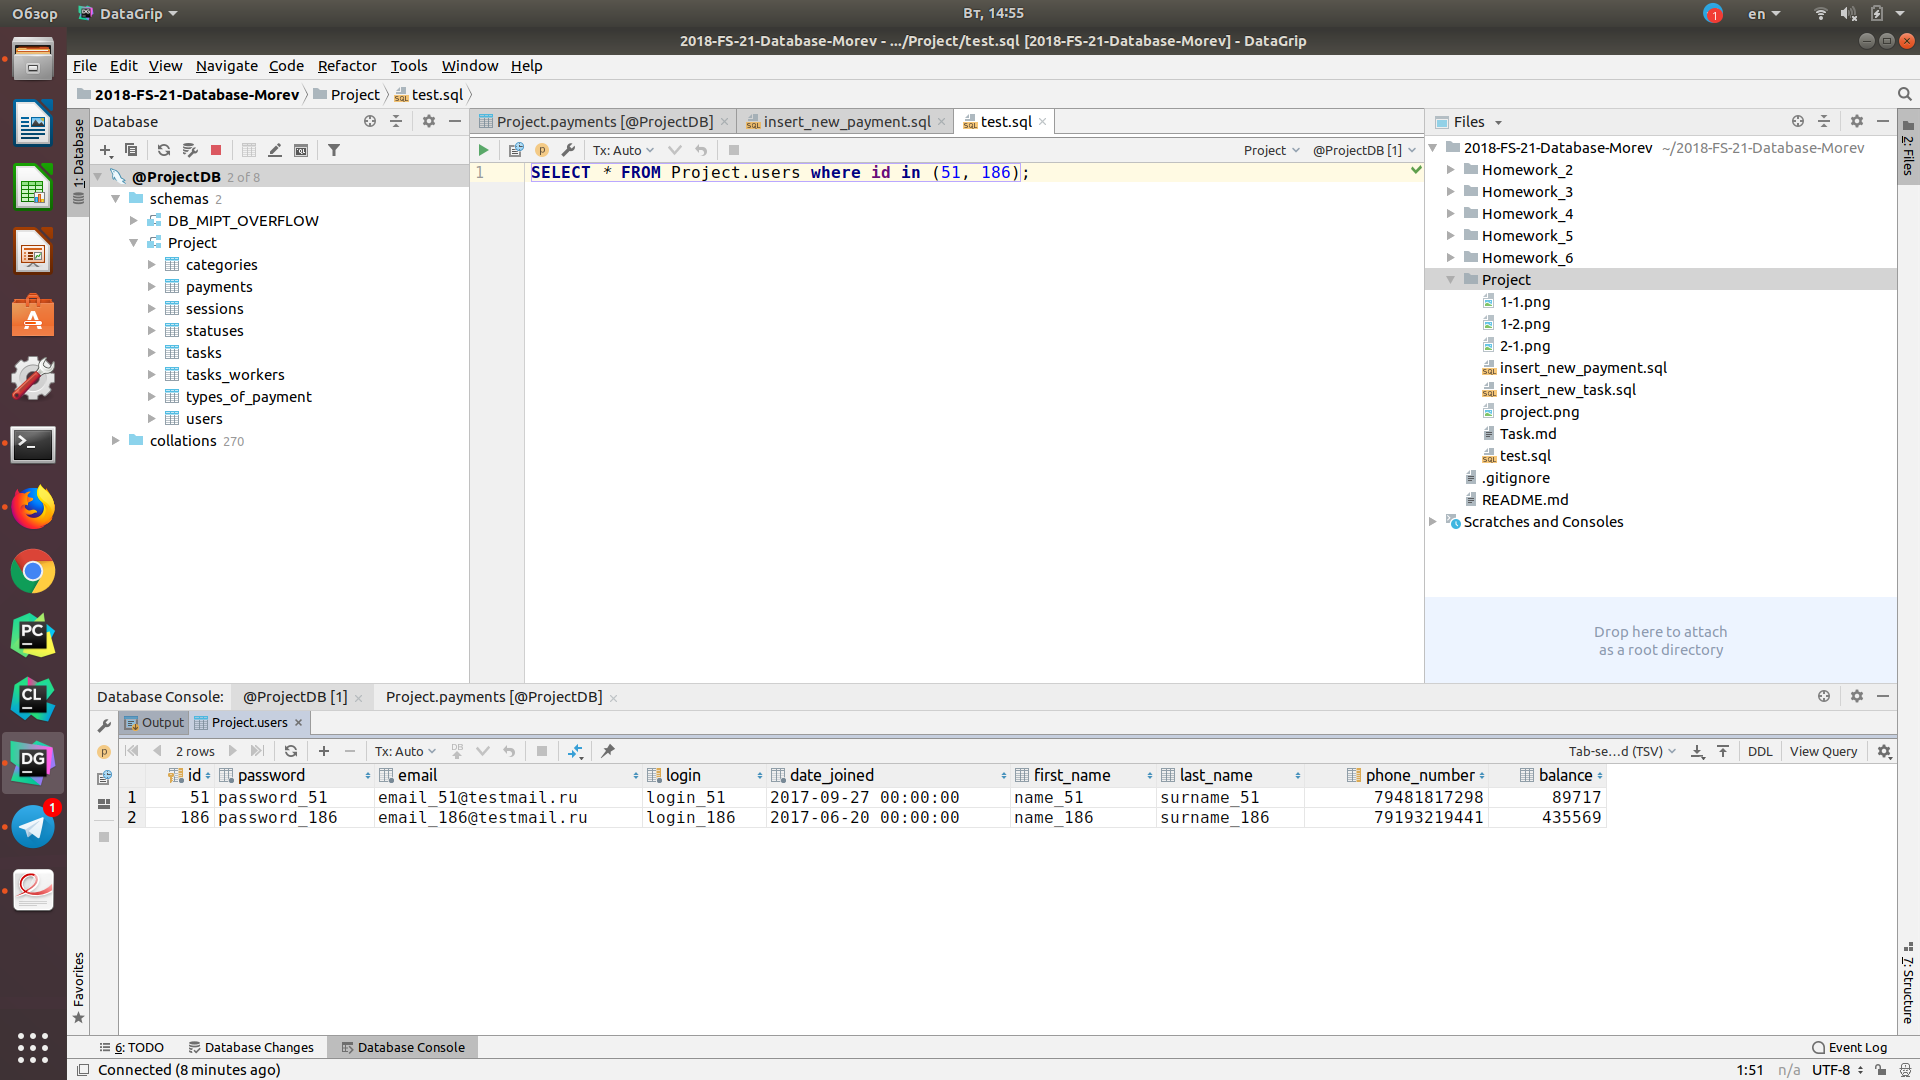 Обзор DataGrip Вт, 14:55 1 en
2018-FS-21-Database-Morev - .../Project/test.sql [2018-FS-21-Database-Morev] - DataGrip
File Edit View Navigate Code Refactor Tools Window Help
2018-FS-21-Database-Morev Project test.sql
1: Database
Database
@ProjectDB 2 of 8
schemas 2
DB_MIPT_OVERFLOW
Project
categories
payments
sessions
statuses
tasks
tasks_workers
types_of_payment
users
collations 270
Project.payments [@ProjectDB] insert_new_payment.sql test.sql
Tx: Auto Project @ProjectDB [1]
1 SELECT * FROM Project.users where id in (51, 186);
Files
2: Files
2018-FS-21-Database-Morev ~/2018-FS-21-Database-Morev
Homework_2
Homework_3
Homework_4
Homework_5
Homework_6
Project
1-1.png
1-2.png
2-1.png
insert_new_payment.sql
insert_new_task.sql
project.png
Task.md
test.sql
.gitignore
README.md
Scratches and Consoles
Drop here to attach
as a root directory
Database Console: @ProjectDB [1] Project.payments [@ProjectDB]
Output Project.users
2 rows Tx: Auto DB Tab-se...d (TSV) DDL View Query
id password email login date_joined first_name last_name phone_number balance
1 51 password_51 email_51@testmail.ru login_51 2017-09-27 00:00:00 name_51 surname_51 79481817298 89717
2 186 password_186 email_186@testmail.ru login_186 2017-06-20 00:00:00 name_186 surname_186 79193219441 435569
PC
CL
DG
1
Favorites
7: Structure
6: TODO Database Changes Database Console Event Log
Connected (8 minutes ago) 1:51 n/a UTF-8